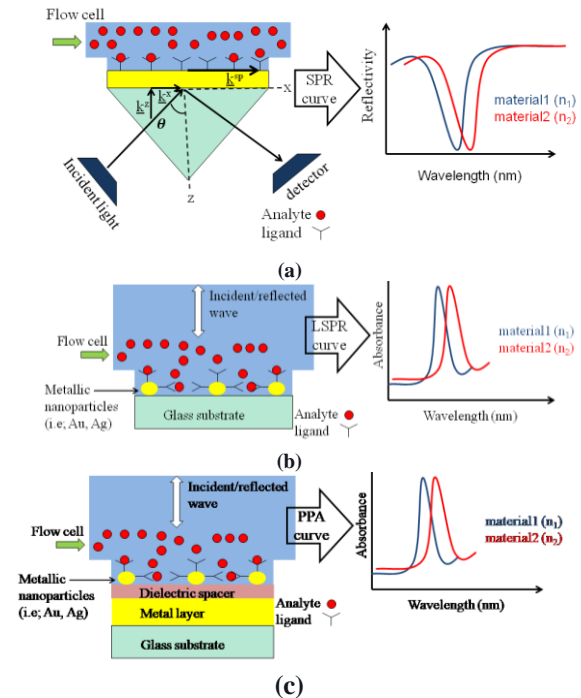 Flow cell
k^sp
X
k^z
k^x
θ
Incident light
detector
Z
Analyte
ligand
SPR
curve
Reflectivity
material1 (n₁)
material2 (n₂)
Wavelength (nm)
(a)
Incident/reflected
wave
Flow cell
Metallic
nanoparticles
(i.e; Au, Ag)
Glass substrate
Analyte
ligand
LSPR
curve
Absorbance
material1 (n₁)
material2 (n₂)
Wavelength (nm)
(b)
Incident/reflected
wave
Flow cell
Metallic
nanoparticles
(i.e; Au, Ag)
Dielectric spacer
Metal layer
Glass substrate
Analyte
ligand
PPA
curve
Absorbance
material1 (n₁)
material2 (n₂)
Wavelength (nm)
(c)